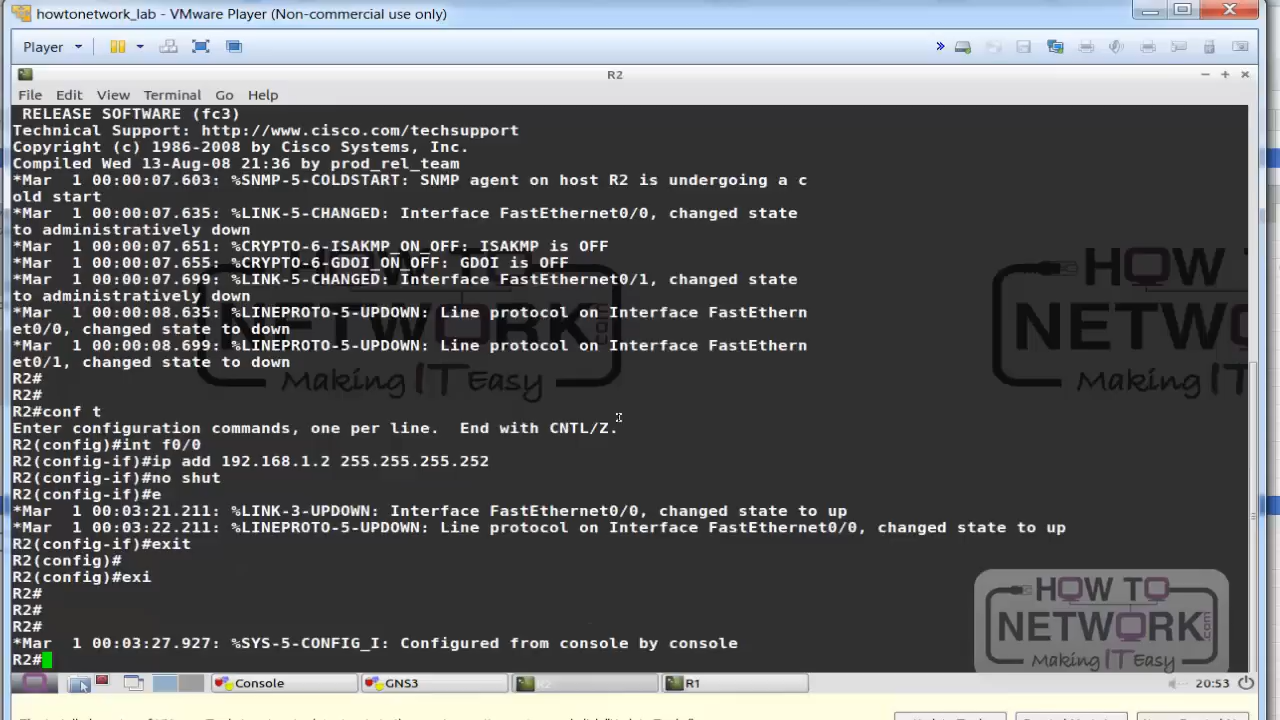 howtonetwork_lab - VMware Player (Non-commercial use only)
Player
»
R2
File Edit View Terminal Go Help
RELEASE SOFTWARE (fc3)
Technical Support: http://www.cisco.com/techsupport
Copyright (c) 1986-2008 by Cisco Systems, Inc.
Compiled Wed 13-Aug-08 21:36 by prod_rel_team
*Mar  1 00:00:07.603: %SNMP-5-COLDSTART: SNMP agent on host R2 is undergoing a c
old start
*Mar  1 00:00:07.635: %LINK-5-CHANGED: Interface FastEthernet0/0, changed state
to administratively down
*Mar  1 00:00:07.651: %CRYPTO-6-ISAKMP_ON_OFF: ISAKMP is OFF
*Mar  1 00:00:07.655: %CRYPTO-6-GDOI_ON_OFF: GDOI is OFF
*Mar  1 00:00:07.699: %LINK-5-CHANGED: Interface FastEthernet0/1, changed state
to administratively down
*Mar  1 00:00:08.635: %LINEPROTO-5-UPDOWN: Line protocol on Interface FastEthern
et0/0, changed state to down
*Mar  1 00:00:08.699: %LINEPROTO-5-UPDOWN: Line protocol on Interface FastEthern
et0/1, changed state to down
R2#
R2#
R2#conf t
Enter configuration commands, one per line.  End with CNTL/Z.
R2(config)#int f0/0
R2(config-if)#ip add 192.168.1.2 255.255.255.252
R2(config-if)#no shut
R2(config-if)#e
*Mar  1 00:03:21.211: %LINK-3-UPDOWN: Interface FastEthernet0/0, changed state to up
*Mar  1 00:03:22.211: %LINEPROTO-5-UPDOWN: Line protocol on Interface FastEthernet0/0, changed state to up
R2(config-if)#exit
R2(config)#
R2(config)#exi
R2#
R2#
R2#
*Mar  1 00:03:27.927: %SYS-5-CONFIG_I: Configured from console by console
R2#
HOW TO
NETWORK.com
Making IT Easy
HOW TO
NETWORK
Making IT Easy
HOW TO
NETWORK.com
Making IT Easy
Console GNS3 R2 R1 20:53